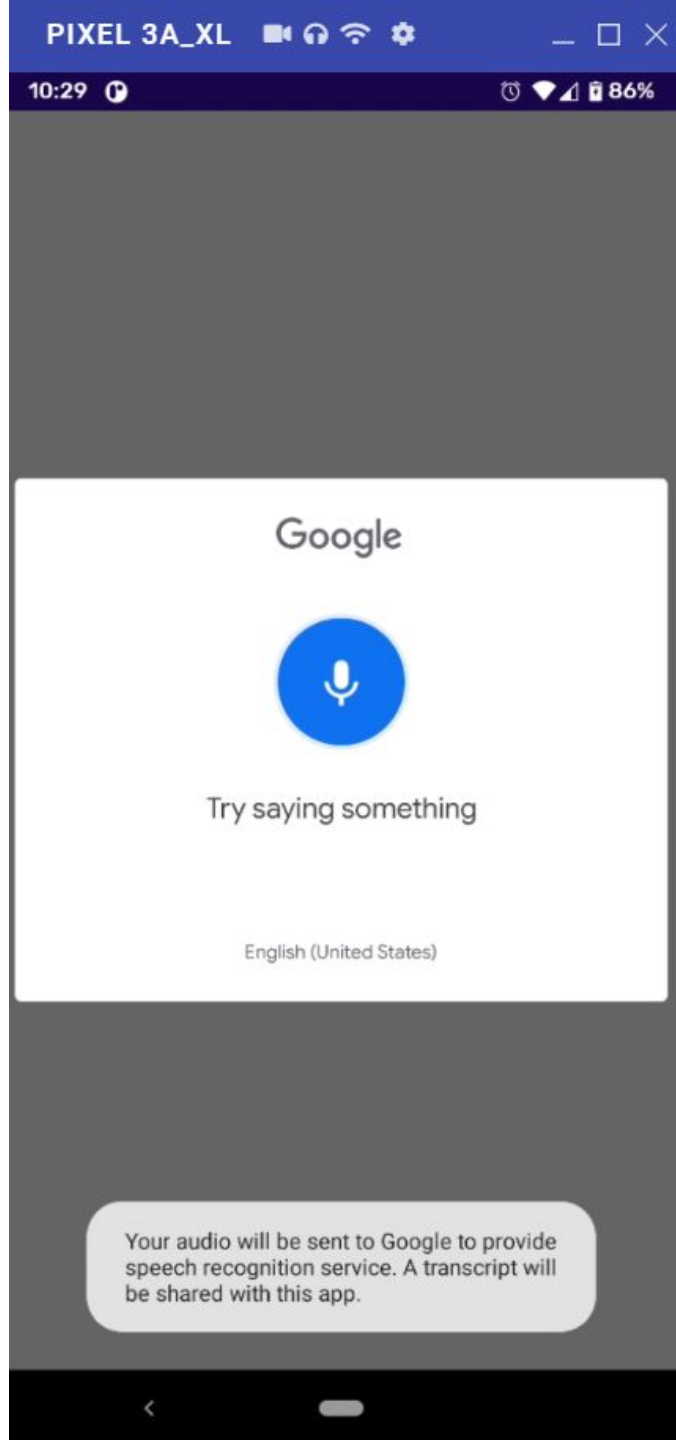 PIXEL 3A_XL
10:29 86%
Google
Try saying something
English (United States)
Your audio will be sent to Google to provide
speech recognition service. A transcript will
be shared with this app.